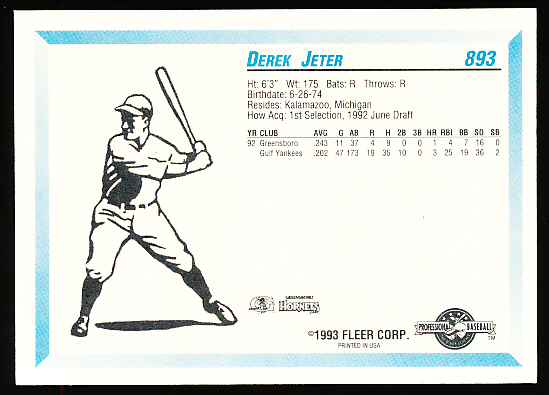 DEREK JETER 893
Ht: 6'3" Wt: 175 Bats: R Throws: R
Birthdate: 6-26-74
Resides: Kalamazoo, Michigan
How Acq: 1st Selection, 1992 June Draft
YR CLUB AVG G AB R H 2B 3B HR RBI BB SO SB
92 Greensboro .243 11 37 4 9 0 0 1 4 7 16 0
Gulf Yankees .202 47 173 19 35 10 0 3 25 19 36 2
GREENSBORO
HORNETS
©1993 FLEER CORP.
PRINTED IN USA
PROFESSIONAL BASEBALL
TM